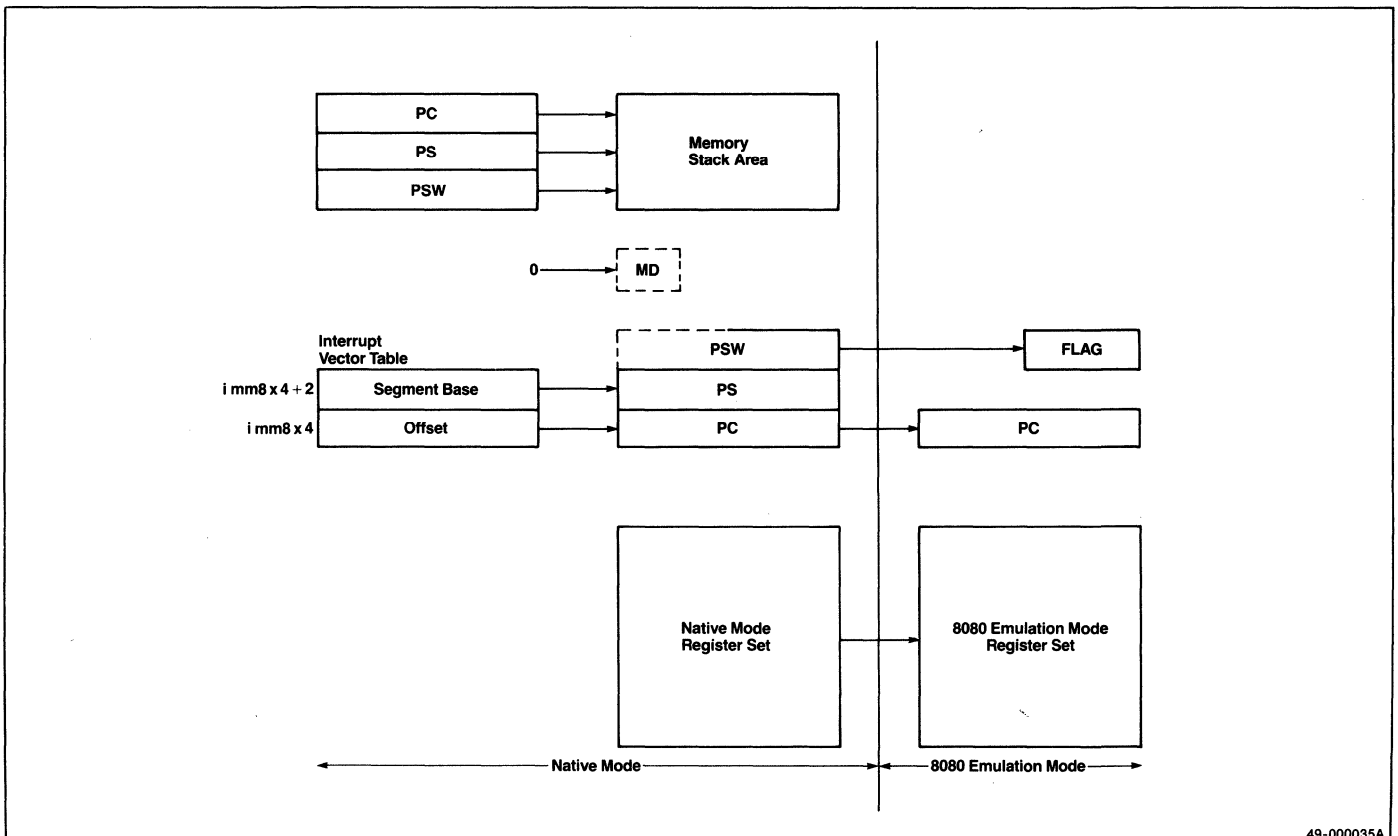 PC
PS
PSW
Memory
Stack Area
0
MD
Interrupt
Vector Table
PSW
FLAG
i mm8 x 4 + 2
Segment Base
PS
i mm8 x 4
Offset
PC
PC
Native Mode
Register Set
8080 Emulation Mode
Register Set
Native Mode
8080 Emulation Mode
49-000035A